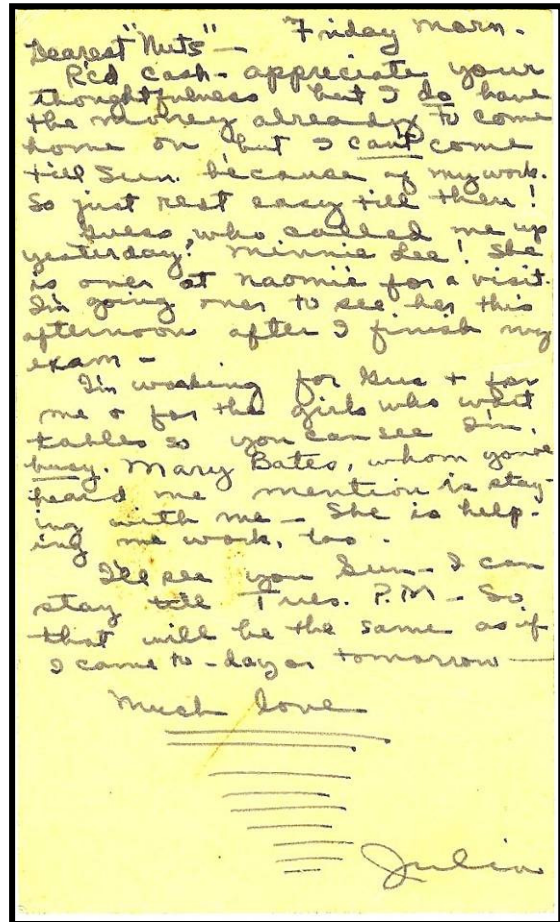 Friday Morn.
Dearest "Nuts" —
Rc'd cash - appreciate your
thoughtfulness but I do have
the money already to come
home on but I can't come
till Sun. because of my work.
So just rest easy till then!
Guess who called me up
yesterday? Minnie Lee! She
is over at Naomi's for a visit.
I'm going over to see her this
afternoon after I finish my
exam -
I'm working for Gus + for
me + for the girls who wait
tables so you can see I'm
busy. Mary Bates, whom you've
heard me mention is stay-
ing with me - She is help-
ing me work, too.
I'll see you Sun - I can
stay till Tues. P.M - So
that will be the same as if
I came to-day or tomorrow —
Much love
Julia